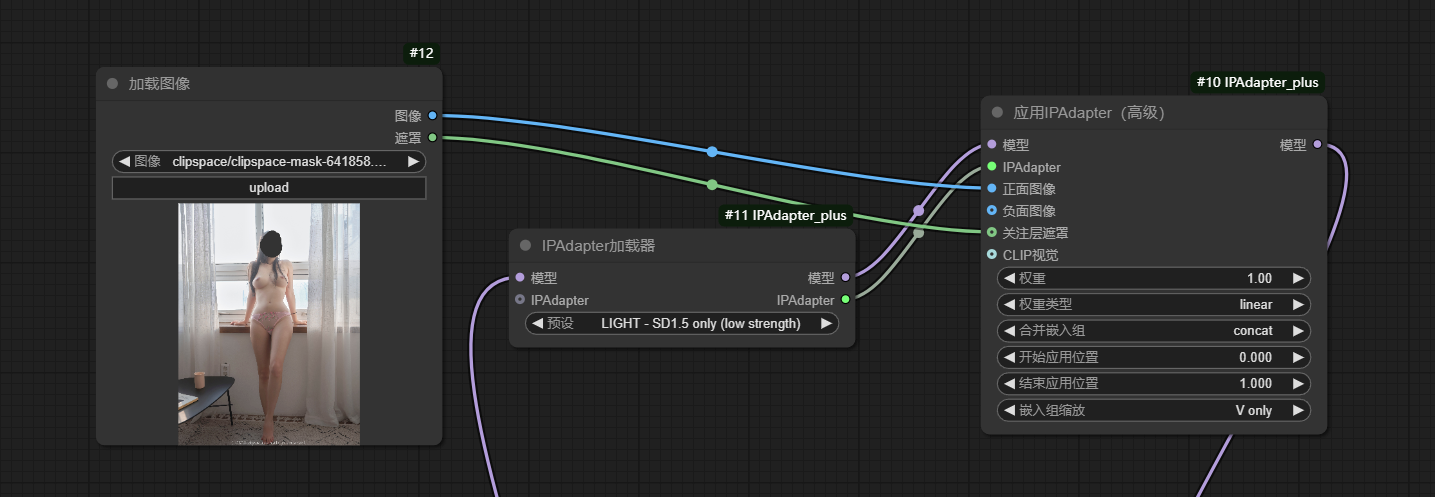 #12
加载图像
图像
遮罩
图像 clipspace/clipspace-mask-641858....
upload
#11 IPAdapter_plus
IPAdapter加载器
模型 模型
IPAdapter IPAdapter
预设 LIGHT - SD1.5 only (low strength)
#10 IPAdapter_plus
应用IPAdapter（高级）
模型 模型
IPAdapter
正面图像
负面图像
关注层遮罩
CLIP视觉
权重 1.00
权重类型 linear
合并嵌入组 concat
开始应用位置 0.000
结束应用位置 1.000
嵌入组缩放 V only